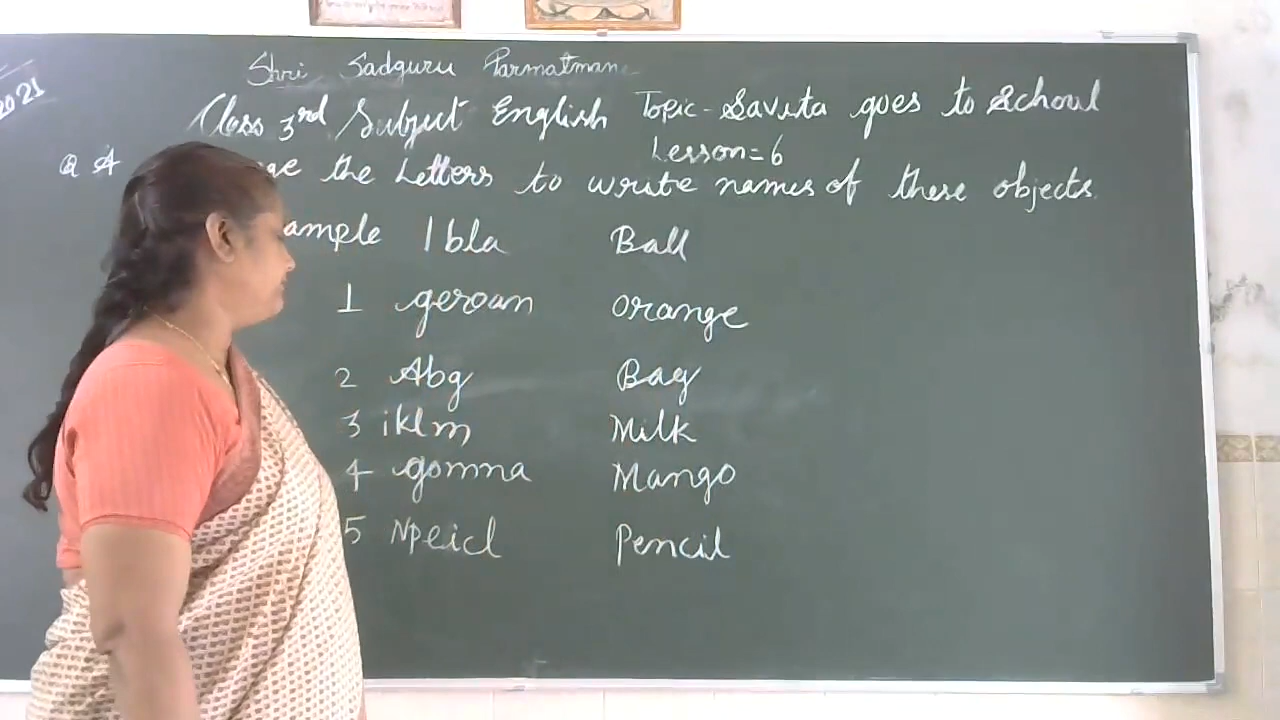 Shri Sadguru Parmatman
2021
Class 3rd Subject English Topic - Savita goes to School
Lesson = 6
Q A ge the Letters to write names of these objects.
ample lbla Ball
1 geroan orange
2 Abg Bag
3 iklm Milk
4 gomna Mango
5 Npeicl Pencil